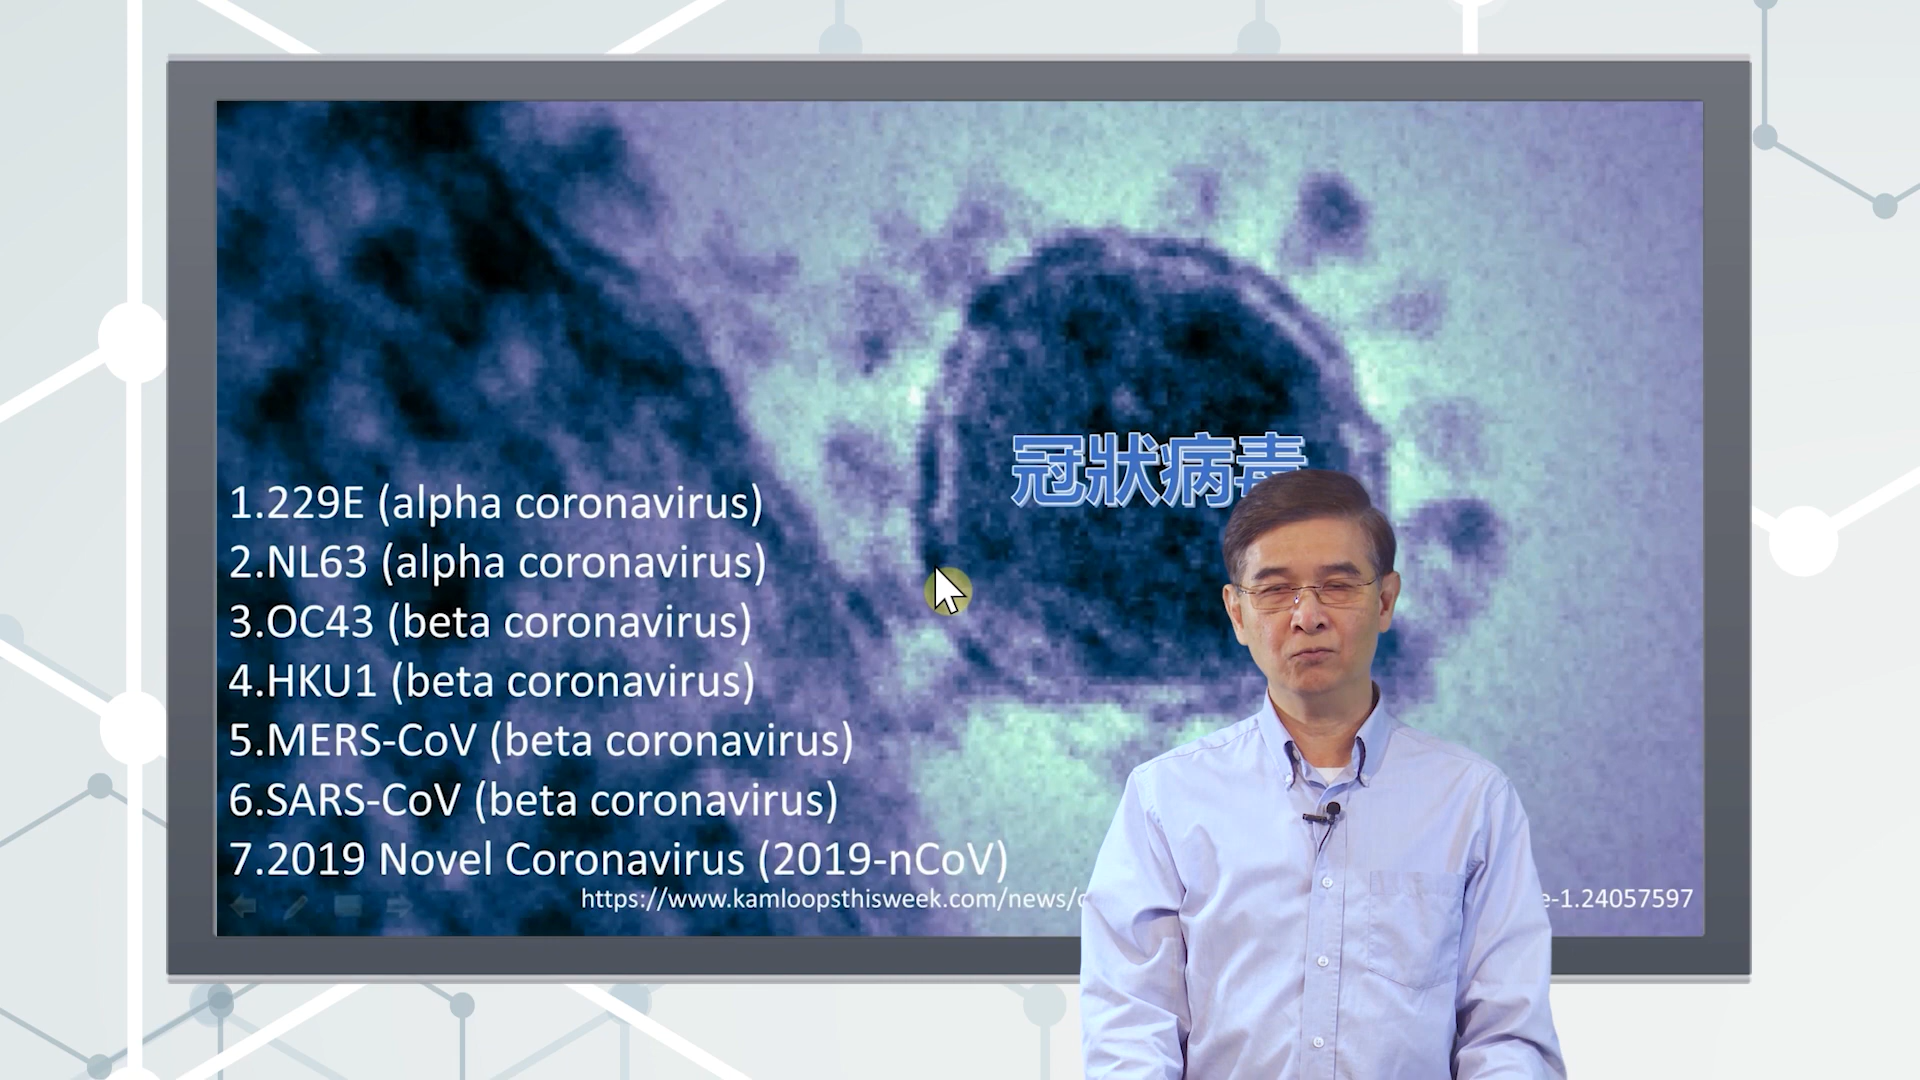 冠狀病毒
1.229E (alpha coronavirus)
2.NL63 (alpha coronavirus)
3.OC43 (beta coronavirus)
4.HKU1 (beta coronavirus)
5.MERS-CoV (beta coronavirus)
6.SARS-CoV (beta coronavirus)
7.2019 Novel Coronavirus (2019-nCoV)
https://www.kamloopsthisweek.com/news/ e-1.24057597